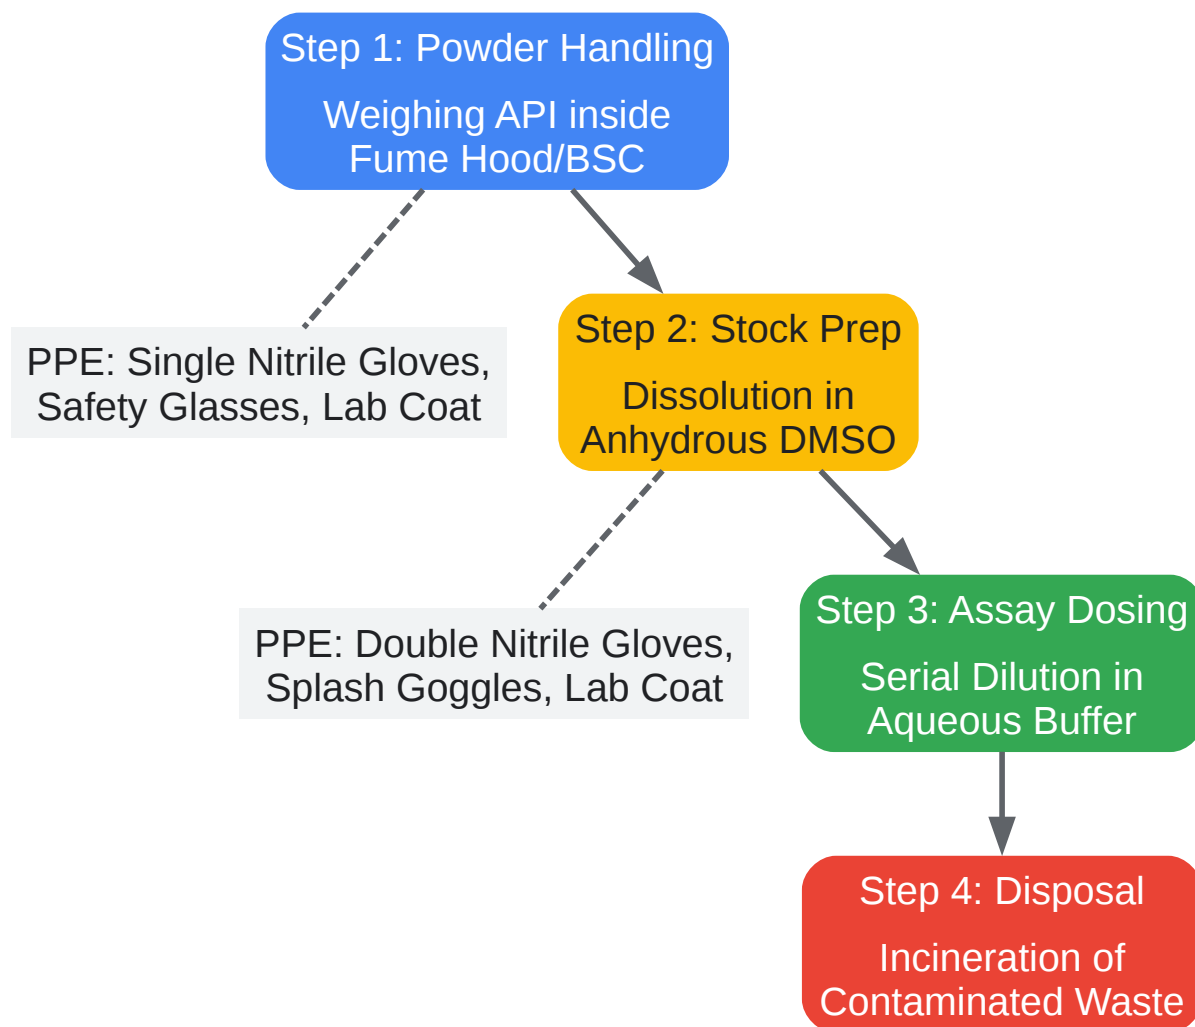 Step 1: Powder Handling
Weighing API inside
Fume Hood/BSC
PPE: Single Nitrile Gloves,
Safety Glasses, Lab Coat
Step 2: Stock Prep
Dissolution in
Anhydrous DMSO
PPE: Double Nitrile Gloves,
Splash Goggles, Lab Coat
Step 3: Assay Dosing
Serial Dilution in
Aqueous Buffer
Step 4: Disposal
Incineration of
Contaminated Waste